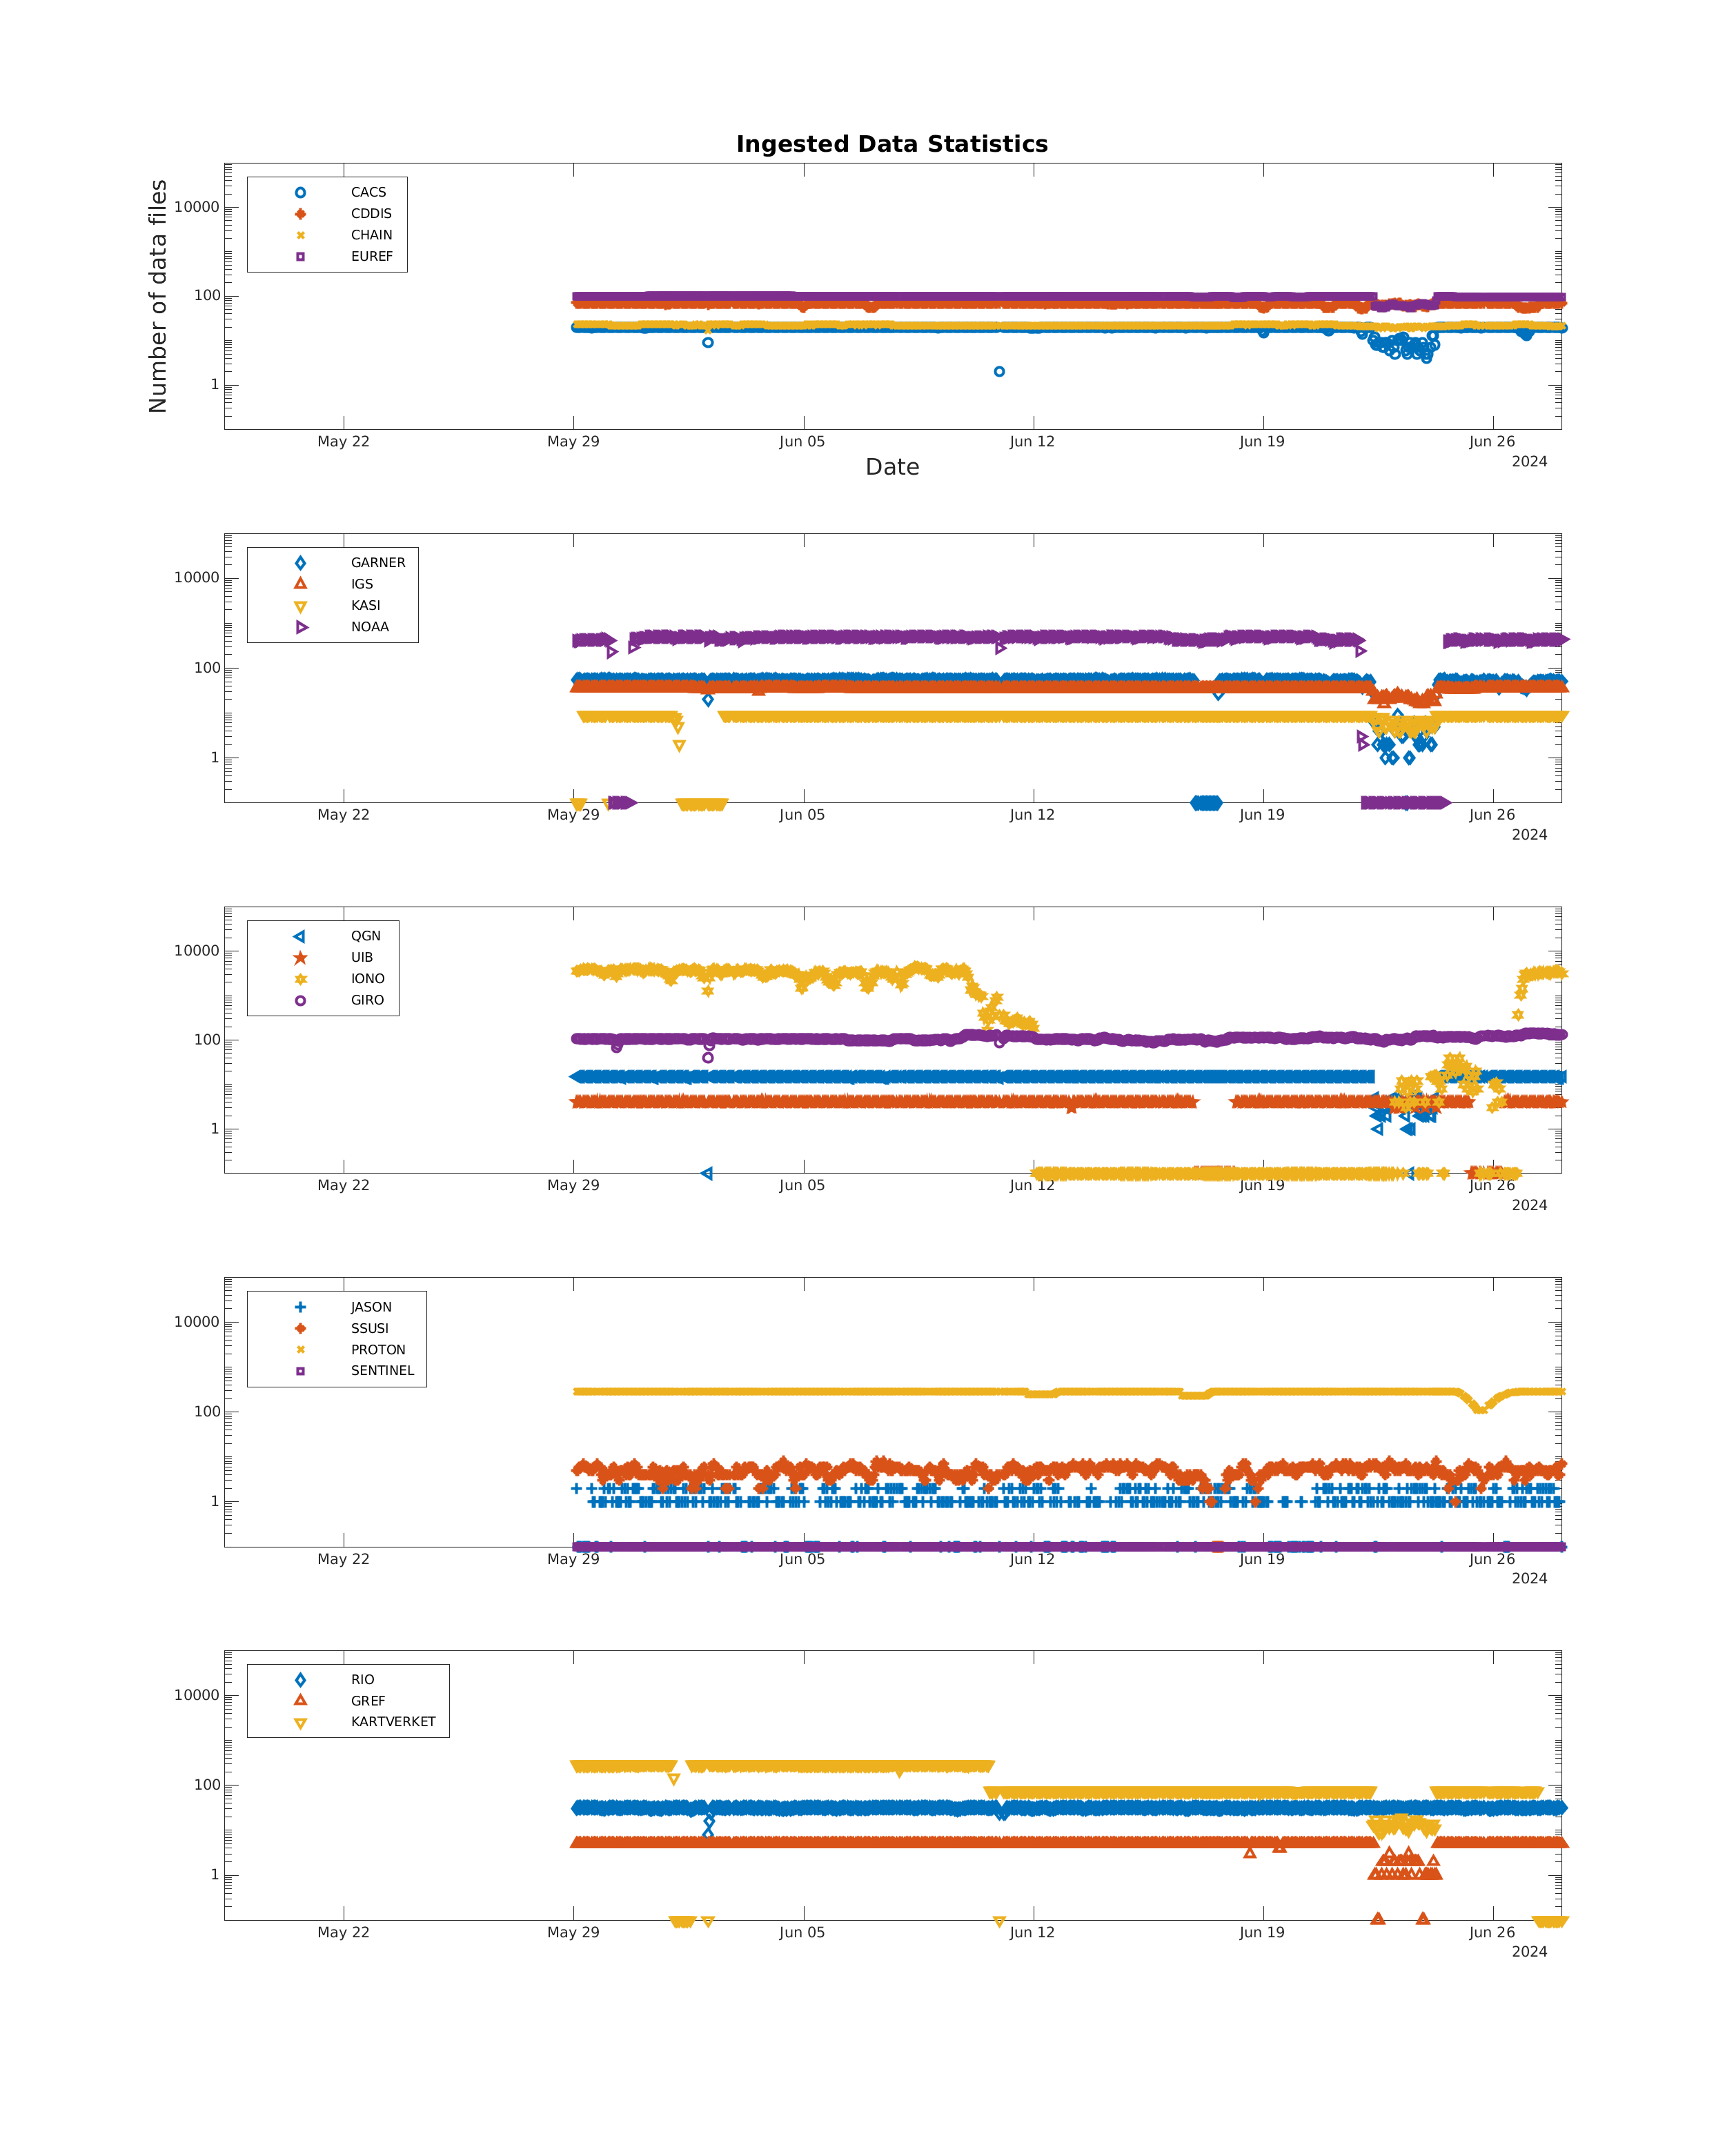 Ingested Data Statistics
Number of data files
10000
100
1
CACS
CDDIS
CHAIN
EUREF
May 22 May 29 Jun 05 Jun 12 Jun 19 Jun 26
2024
Date
10000
100
1
GARNER
IGS
KASI
NOAA
May 22 May 29 Jun 05 Jun 12 Jun 19 Jun 26
2024
10000
100
1
QGN
UIB
IONO
GIRO
May 22 May 29 Jun 05 Jun 12 Jun 19 Jun 26
2024
10000
100
1
JASON
SSUSI
PROTON
SENTINEL
May 22 May 29 Jun 05 Jun 12 Jun 19 Jun 26
2024
10000
100
1
RIO
GREF
KARTVERKET
May 22 May 29 Jun 05 Jun 12 Jun 19 Jun 26
2024